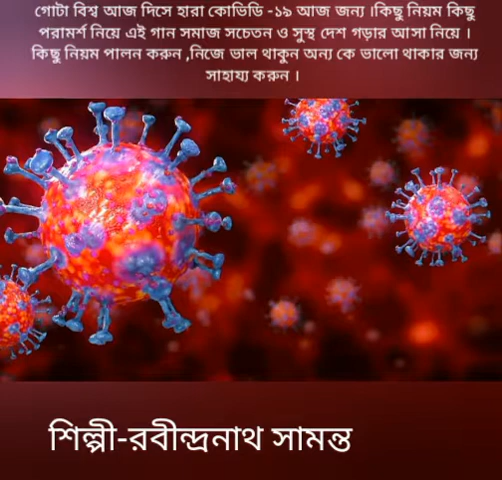 গোটা বিশ্ব আজ দিসে হারা কোভিডি -১৯ আজ জন্য ।কিছু নিয়ম কিছু
পরামর্শ নিয়ে এই গান সমাজ সচেতন ও সুস্থ দেশ গড়ার আসা নিয়ে ।
কিছু নিয়ম পালন করুন ,নিজে ভাল থাকুন অন্য কে ভালো থাকার জন্য
সাহায্য করুন ।
শিল্পী-রবীন্দ্রনাথ সামন্ত